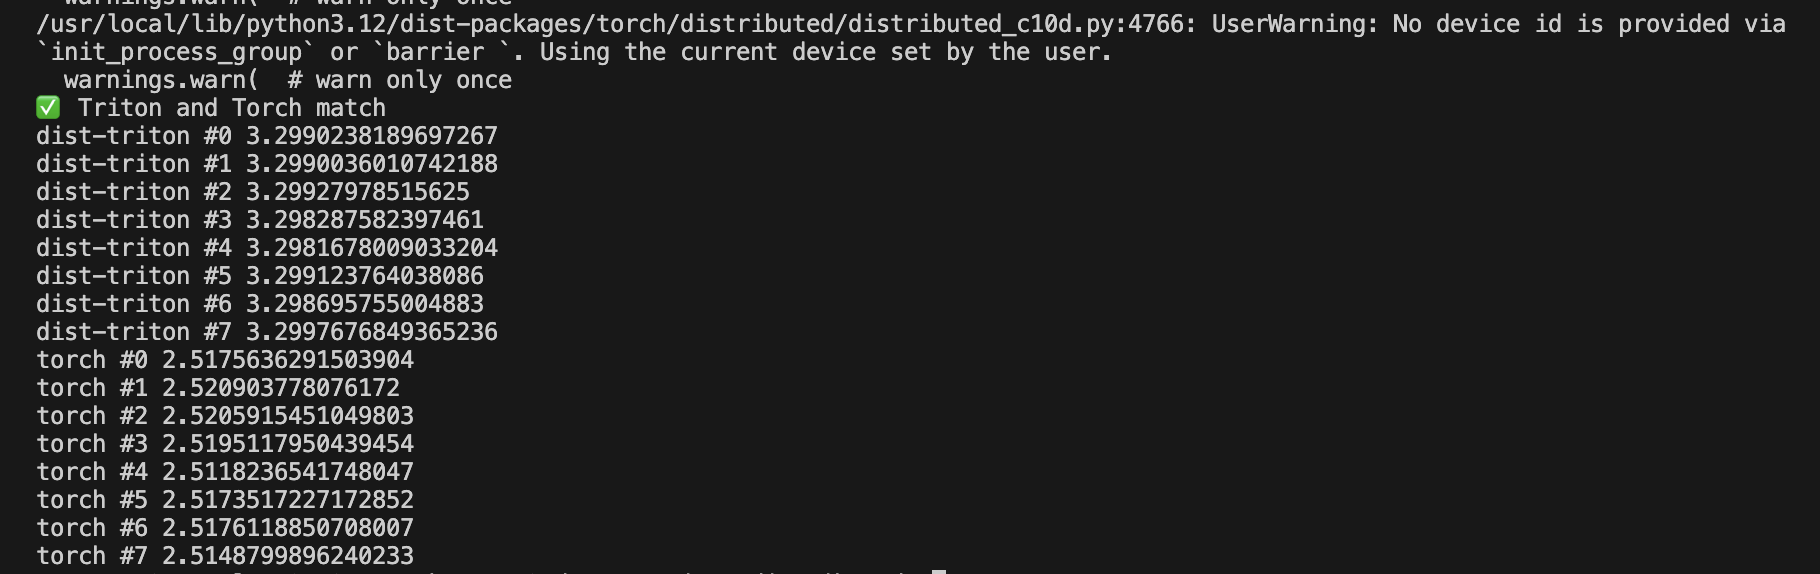 warnings.warn(  # warn only once
/usr/local/lib/python3.12/dist-packages/torch/distributed/distributed_c10d.py:4766: UserWarning: No device id is provided via
`init_process_group` or `barrier `. Using the current device set by the user.
  warnings.warn(  # warn only once
✅ Triton and Torch match
dist-triton #0 3.2990238189697267
dist-triton #1 3.2990036010742188
dist-triton #2 3.29927978515625
dist-triton #3 3.298287582397461
dist-triton #4 3.2981678009033204
dist-triton #5 3.299123764038086
dist-triton #6 3.298695755004883
dist-triton #7 3.2997676849365236
torch #0 2.5175636291503904
torch #1 2.520903778076172
torch #2 2.5205915451049803
torch #3 2.5195117950439454
torch #4 2.51182365417480​47
torch #5 2.5173517227172852
torch #6 2.5176118850708007
torch #7 2.5148799896240233